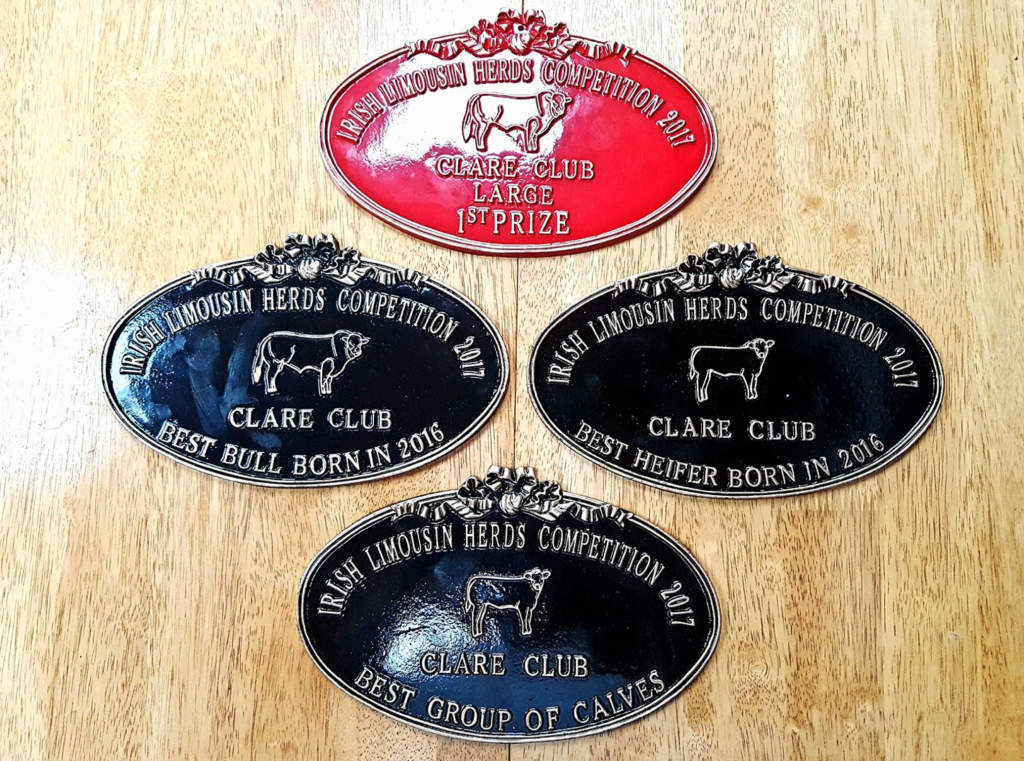 IRISH LIMOUSIN HERDS COMPETITION 2017
CLARE CLUB
LARGE
1ST PRIZE
IRISH LIMOUSIN HERDS COMPETITION 2017
CLARE CLUB
BEST BULL BORN IN 2016
IRISH LIMOUSIN HERDS COMPETITION 2017
CLARE CLUB
BEST HEIFER BORN IN 2016
IRISH LIMOUSIN HERDS COMPETITION 2017
CLARE CLUB
BEST GROUP OF CALVES